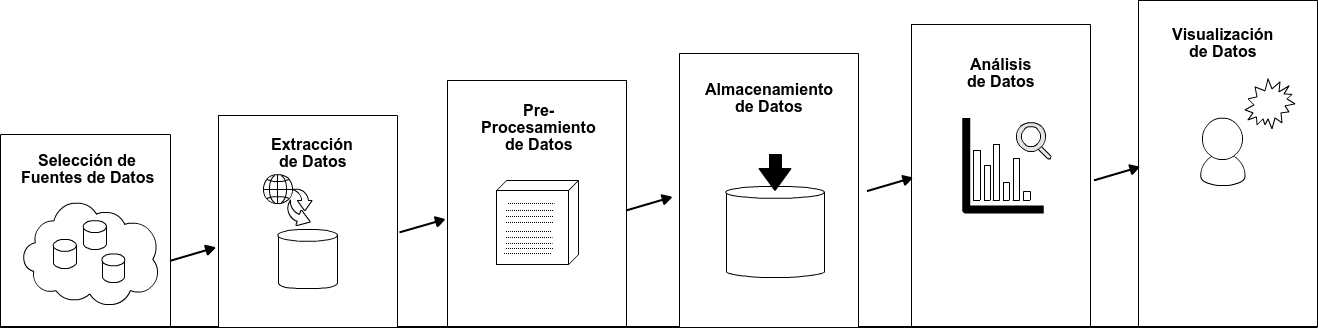 Selección de
Fuentes de Datos
Extracción
de Datos
Pre-
Procesamiento
de Datos
Almacenamiento
de Datos
Análisis
de Datos
Visualización
de Datos